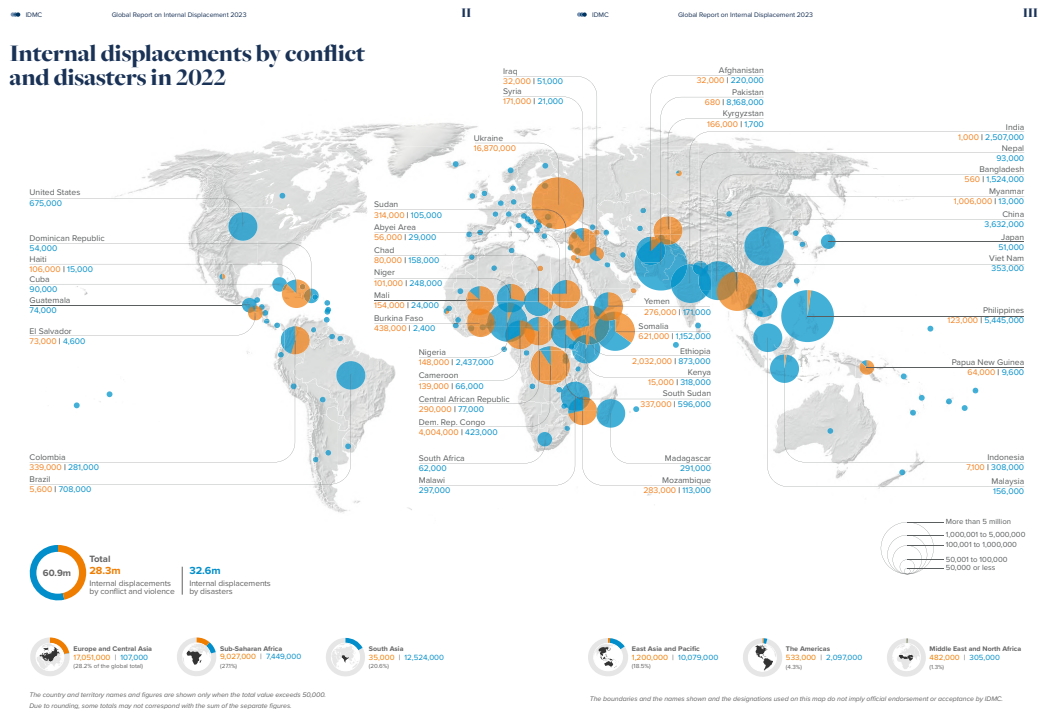 IDMC
Global Report on Internal Displacement 2023
II
IDMC
Global Report on Internal Displacement 2023
III
Internal displacements by conflict
and disasters in 2022
United States
675,000
Dominican Republic
54,000
Haiti
106,000 | 15,000
Cuba
90,000
Guatemala
74,000
El Salvador
73,000 | 4,600
Colombia
339,000 | 281,000
Brazil
5,600 | 708,000
Iraq
32,000 | 51,000
Syria
171,000 | 21,000
Ukraine
16,870,000
Sudan
314,000 | 105,000
Abyei Area
56,000 | 29,000
Chad
80,000 | 158,000
Niger
101,000 | 248,000
Mali
154,000 | 24,000
Burkina Faso
438,000 | 2,400
Nigeria
148,000 | 2,437,000
Cameroon
139,000 | 66,000
Central African Republic
290,000 | 77,000
Dem. Rep. Congo
4,004,000 | 423,000
South Africa
62,000
Malawi
297,000
Afghanistan
32,000 | 220,000
Pakistan
680 | 8,168,000
Kyrgyzstan
166,000 | 1,700
India
1,000 | 2,507,000
Nepal
93,000
Bangladesh
560 | 1,524,000
Myanmar
1,006,000 | 13,000
China
3,632,000
Japan
51,000
Viet Nam
353,000
Philippines
123,000 | 5,445,000
Papua New Guinea
64,000 | 9,600
Indonesia
7,100 | 308,000
Malaysia
156,000
Yemen
276,000 | 171,000
Somalia
621,000 | 1,152,000
Ethiopia
2,032,000 | 873,000
Kenya
15,000 | 318,000
South Sudan
337,000 | 596,000
Madagascar
291,000
Mozambique
283,000 | 113,000
More than 5 million
1,000,001 to 5,000,000
100,001 to 1,000,000
50,001 to 100,000
50,000 or less
60.9m
Total
28.3m
Internal displacements
by conflict and violence
32.6m
Internal displacements
by disasters
Europe and Central Asia
17,051,000 | 107,000
(28.2% of the global total)
Sub-Saharan Africa
9,027,000 | 7,449,000
(27.1%)
South Asia
35,000 | 12,524,000
(20.6%)
East Asia and Pacific
1,200,000 | 10,079,000
(18.5%)
The Americas
533,000 | 2,097,000
(4.3%)
Middle East and North Africa
482,000 | 305,000
(1.3%)
The country and territory names and figures are shown only when the total value exceeds 50,000.
Due to rounding, some totals may not correspond with the sum of the separate figures.
The boundaries and the names shown and the designations used on this map do not imply official endorsement or acceptance by IDMC.